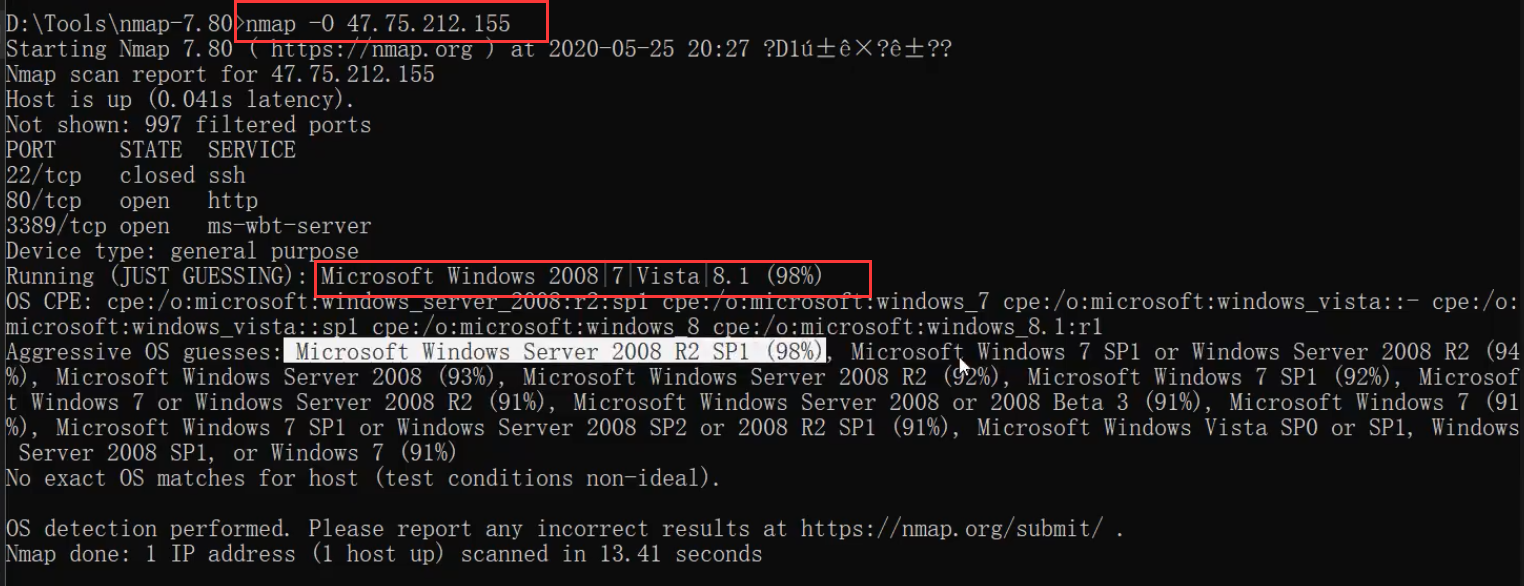 D:\Tools\nmap-7.80>nmap -O 47.75.212.155
Starting Nmap 7.80 ( https://nmap.org ) at 2020-05-25 20:27 ?D1ú±ê×?ê±??
Nmap scan report for 47.75.212.155
Host is up (0.041s latency).
Not shown: 997 filtered ports
PORT     STATE  SERVICE
22/tcp   closed ssh
80/tcp   open   http
3389/tcp open   ms-wbt-server
Device type: general purpose
Running (JUST GUESSING): Microsoft Windows 2008|7|Vista|8.1 (98%)
OS CPE: cpe:/o:microsoft:windows_server_2008:r2:sp1 cpe:/o:microsoft:windows_7 cpe:/o:microsoft:windows_vista::- cpe:/o:
microsoft:windows_vista::sp1 cpe:/o:microsoft:windows_8 cpe:/o:microsoft:windows_8.1:r1
Aggressive OS guesses: Microsoft Windows Server 2008 R2 SP1 (98%), Microsoft Windows 7 SP1 or Windows Server 2008 R2 (94
%), Microsoft Windows Server 2008 (93%), Microsoft Windows Server 2008 R2 (92%), Microsoft Windows 7 SP1 (92%), Microsof
t Windows 7 or Windows Server 2008 R2 (91%), Microsoft Windows Server 2008 or 2008 Beta 3 (91%), Microsoft Windows 7 (91
%), Microsoft Windows 7 SP1 or Windows Server 2008 SP2 or 2008 R2 SP1 (91%), Microsoft Windows Vista SP0 or SP1, Windows
 Server 2008 SP1, or Windows 7 (91%)
No exact OS matches for host (test conditions non-ideal).

OS detection performed. Please report any incorrect results at https://nmap.org/submit/ .
Nmap done: 1 IP address (1 host up) scanned in 13.41 seconds